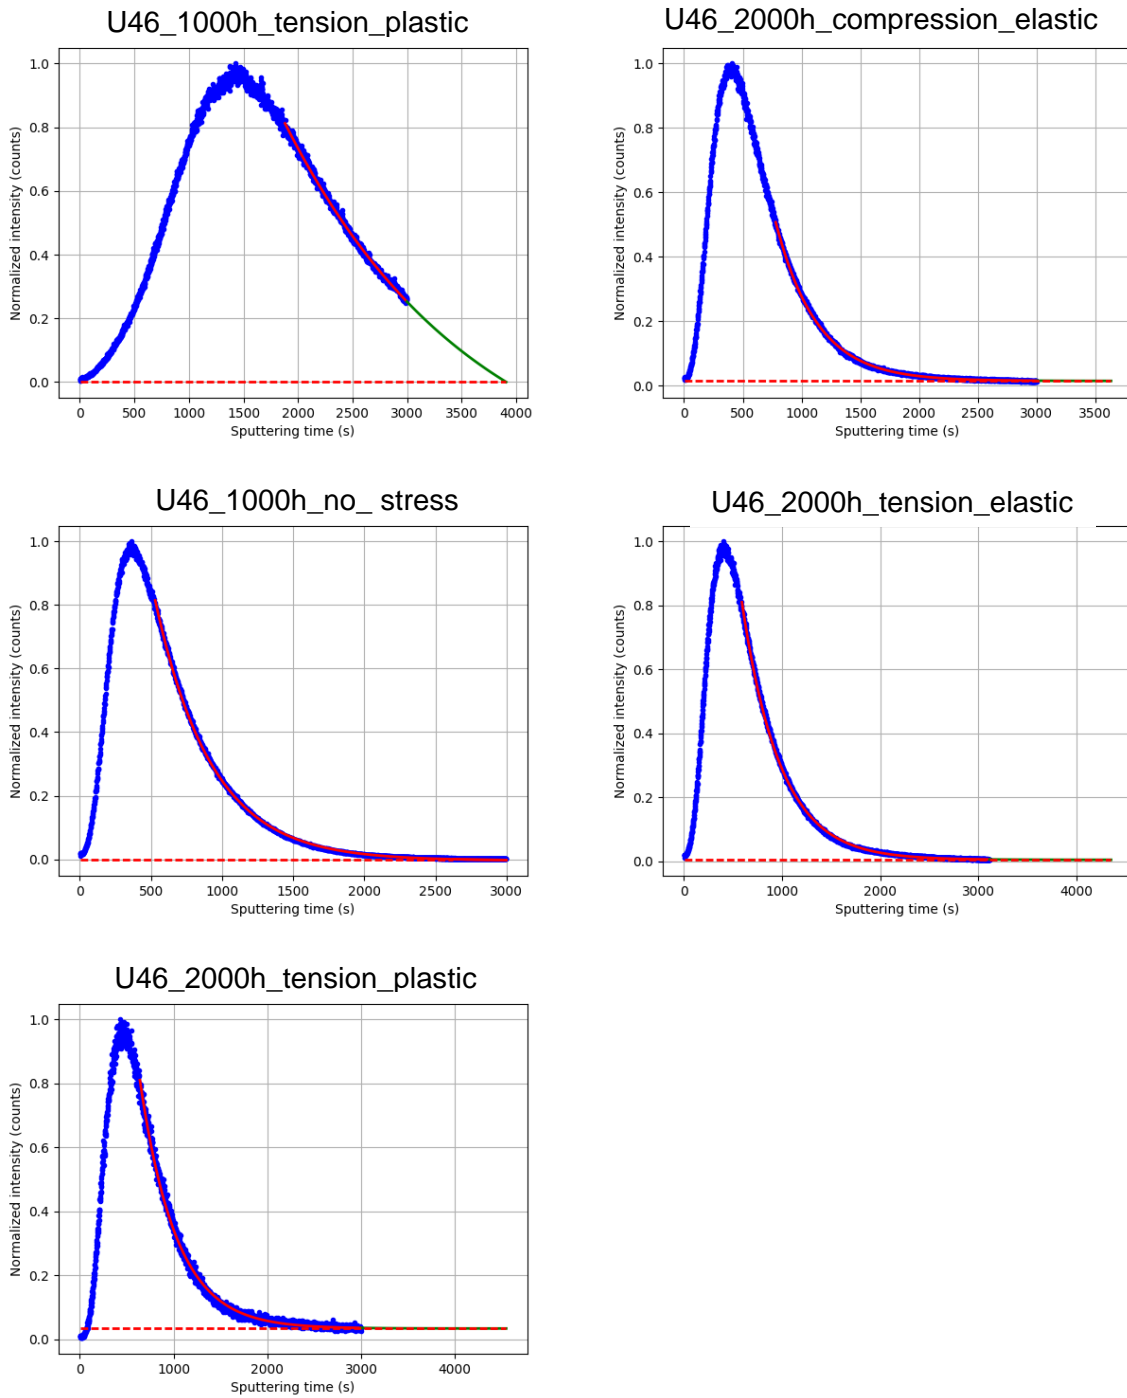 U46_1000h_tension_plastic
1.0
0.8
0.6
0.4
0.2
0.0
Normalized intensity (counts)
0 500 1000 1500 2000 2500 3000 3500 4000
Sputtering time (s)
U46_2000h_compression_elastic
1.0
0.8
0.6
0.4
0.2
0.0
Normalized intensity (counts)
0 500 1000 1500 2000 2500 3000 3500
Sputtering time (s)
U46_1000h_no_ stress
1.0
0.8
0.6
0.4
0.2
0.0
Normalized intensity (counts)
0 500 1000 1500 2000 2500 3000
Sputtering time (s)
U46_2000h_tension_elastic
1.0
0.8
0.6
0.4
0.2
0.0
Normalized intensity (counts)
0 1000 2000 3000 4000
Sputtering time (s)
U46_2000h_tension_plastic
1.0
0.8
0.6
0.4
0.2
0.0
Normalized intensity (counts)
0 1000 2000 3000 4000
Sputtering time (s)